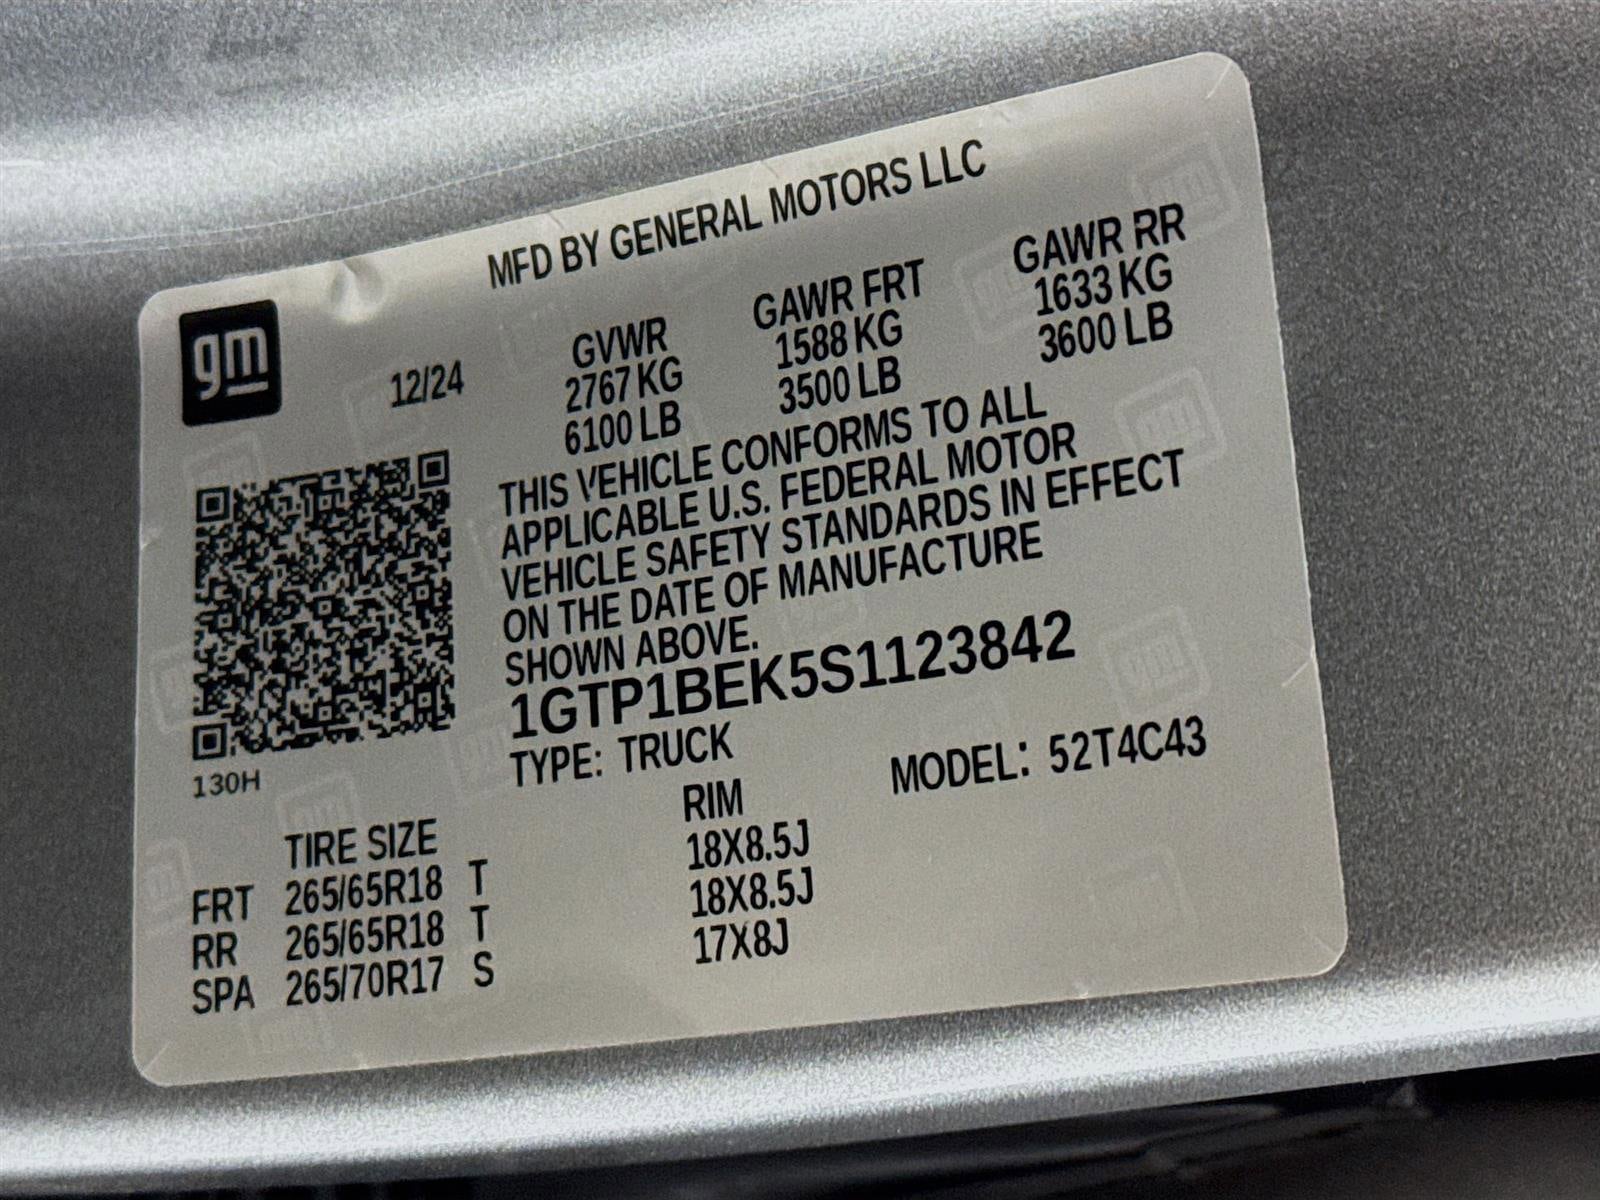 MFD BY GENERAL MOTORS LLC
gm
12/24
GVWR GAWR FRT GAWR RR
2767 KG 1588 KG 1633 KG
6100 LB 3500 LB 3600 LB
THIS VEHICLE CONFORMS TO ALL
APPLICABLE U.S. FEDERAL MOTOR
VEHICLE SAFETY STANDARDS IN EFFECT
ON THE DATE OF MANUFACTURE
SHOWN ABOVE.
1GTP1BEK5S1123842
TYPE: TRUCK MODEL: 52T4C43
130H
TIRE SIZE RIM
FRT 265/65R18 T 18X8.5J
RR 265/65R18 T 18X8.5J
SPA 265/70R17 S 17X8J